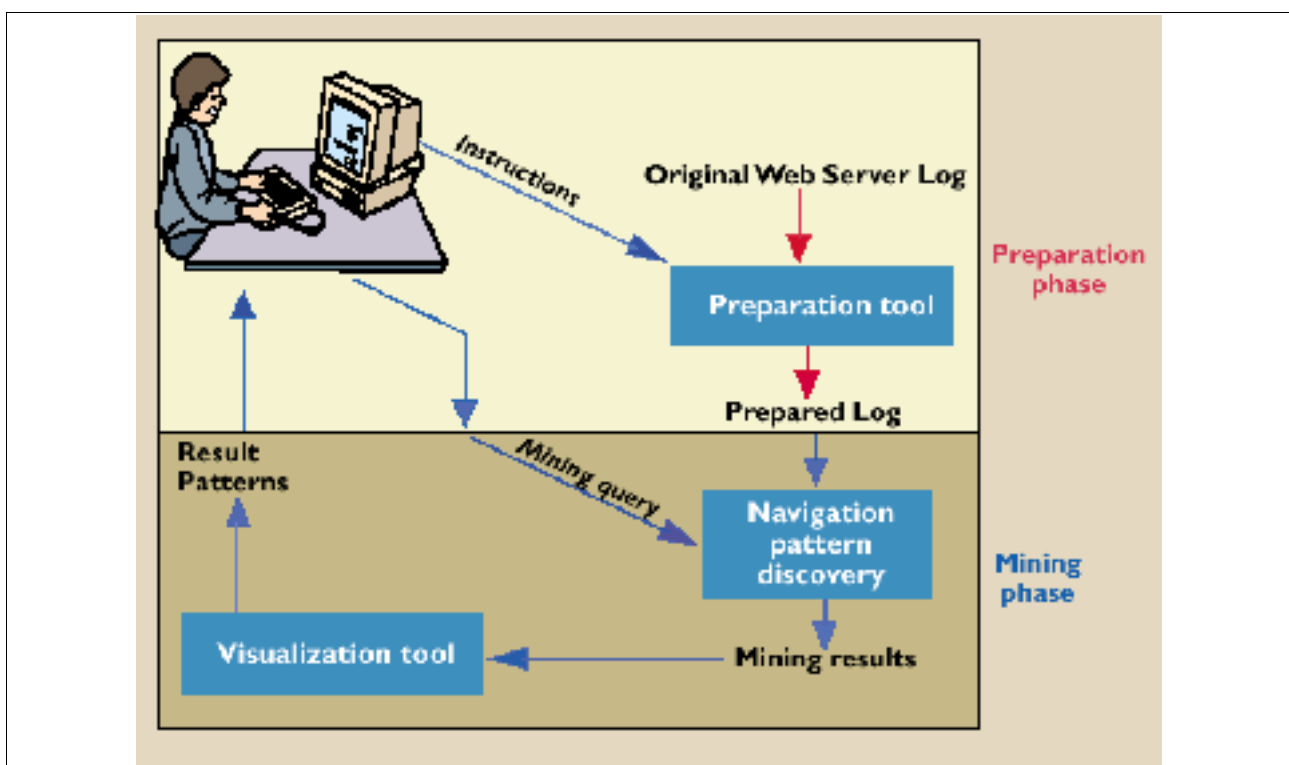 Instructions
Original Web Server Log
Preparation
phase
Preparation tool
Prepared Log
Result
Patterns
Mining query
Navigation
pattern
discovery
Mining
phase
Visualization tool
Mining results